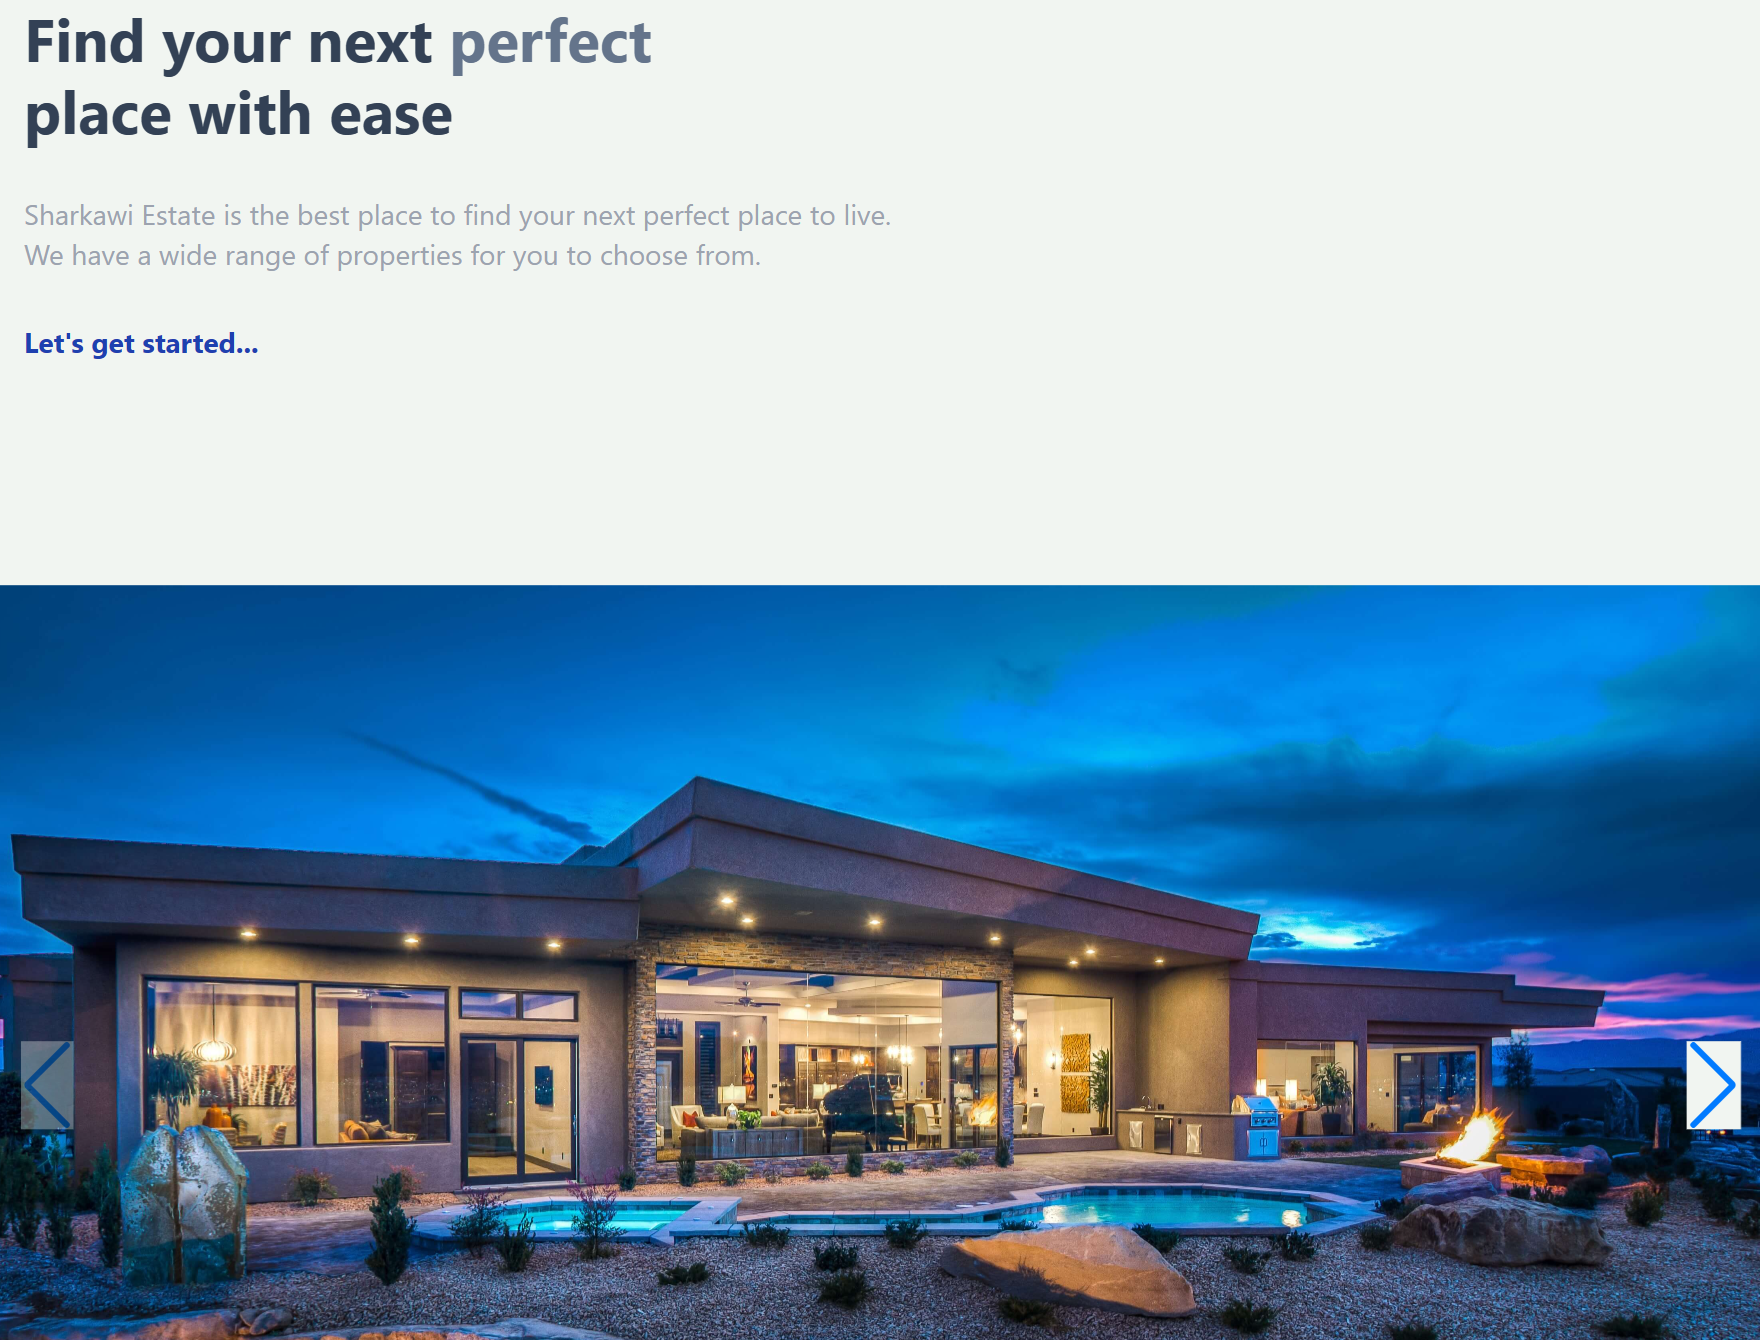 Find your next perfect
place with ease
Sharkawi Estate is the best place to find your next perfect place to live.
We have a wide range of properties for you to choose from.
Let's get started...